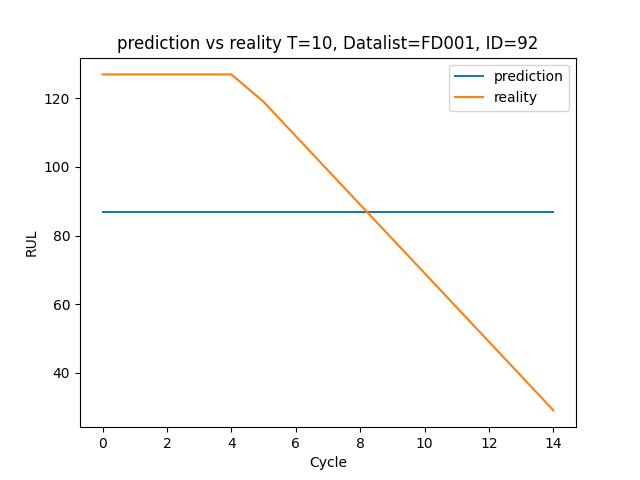 prediction vs reality T=10, Datalist=FD001, ID=92
prediction
reality
120
100
80
60
40
RUL
0 2 4 6 8 10 12 14
Cycle